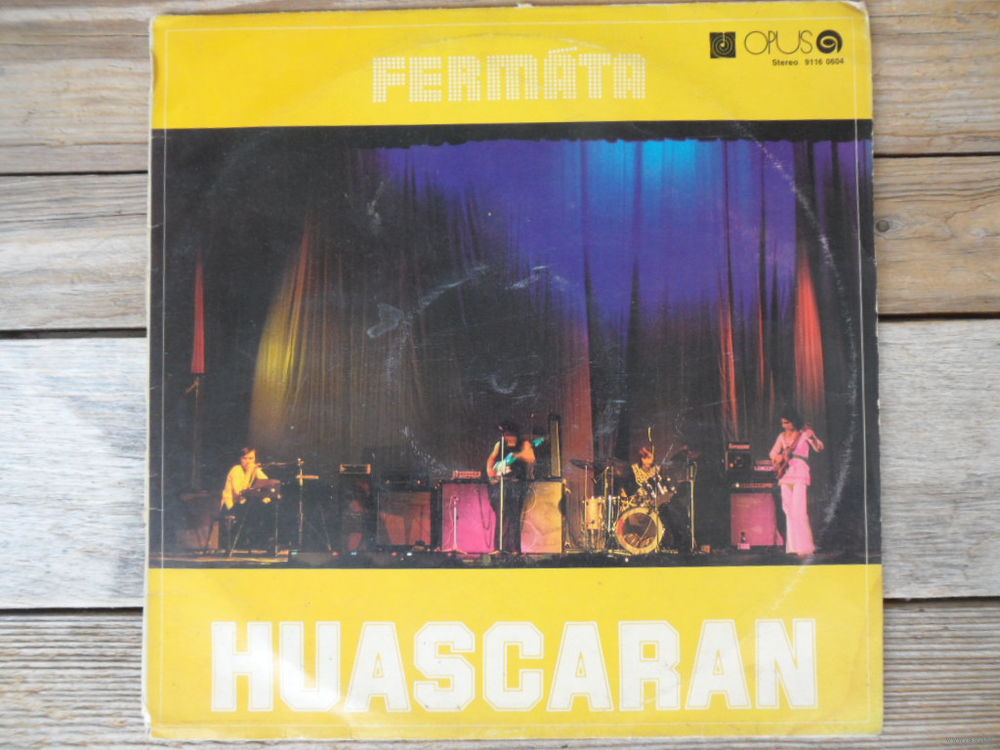 FERMÁTA
OPUS
Stereo 9116 0604
HUASCARAN